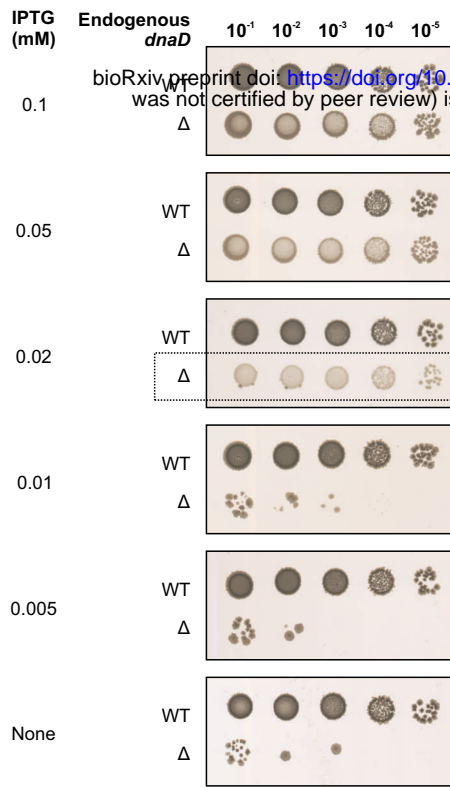 IPTG (mM)
Endogenous dnaD
10-1 10-2 10-3 10-4 10-5
bioRxiv preprint doi: https://doi.org/10.
was not certified by peer review) is
0.1
WT
Δ
0.05
WT
Δ
0.02
WT
Δ
0.01
WT
Δ
0.005
WT
Δ
None
WT
Δ